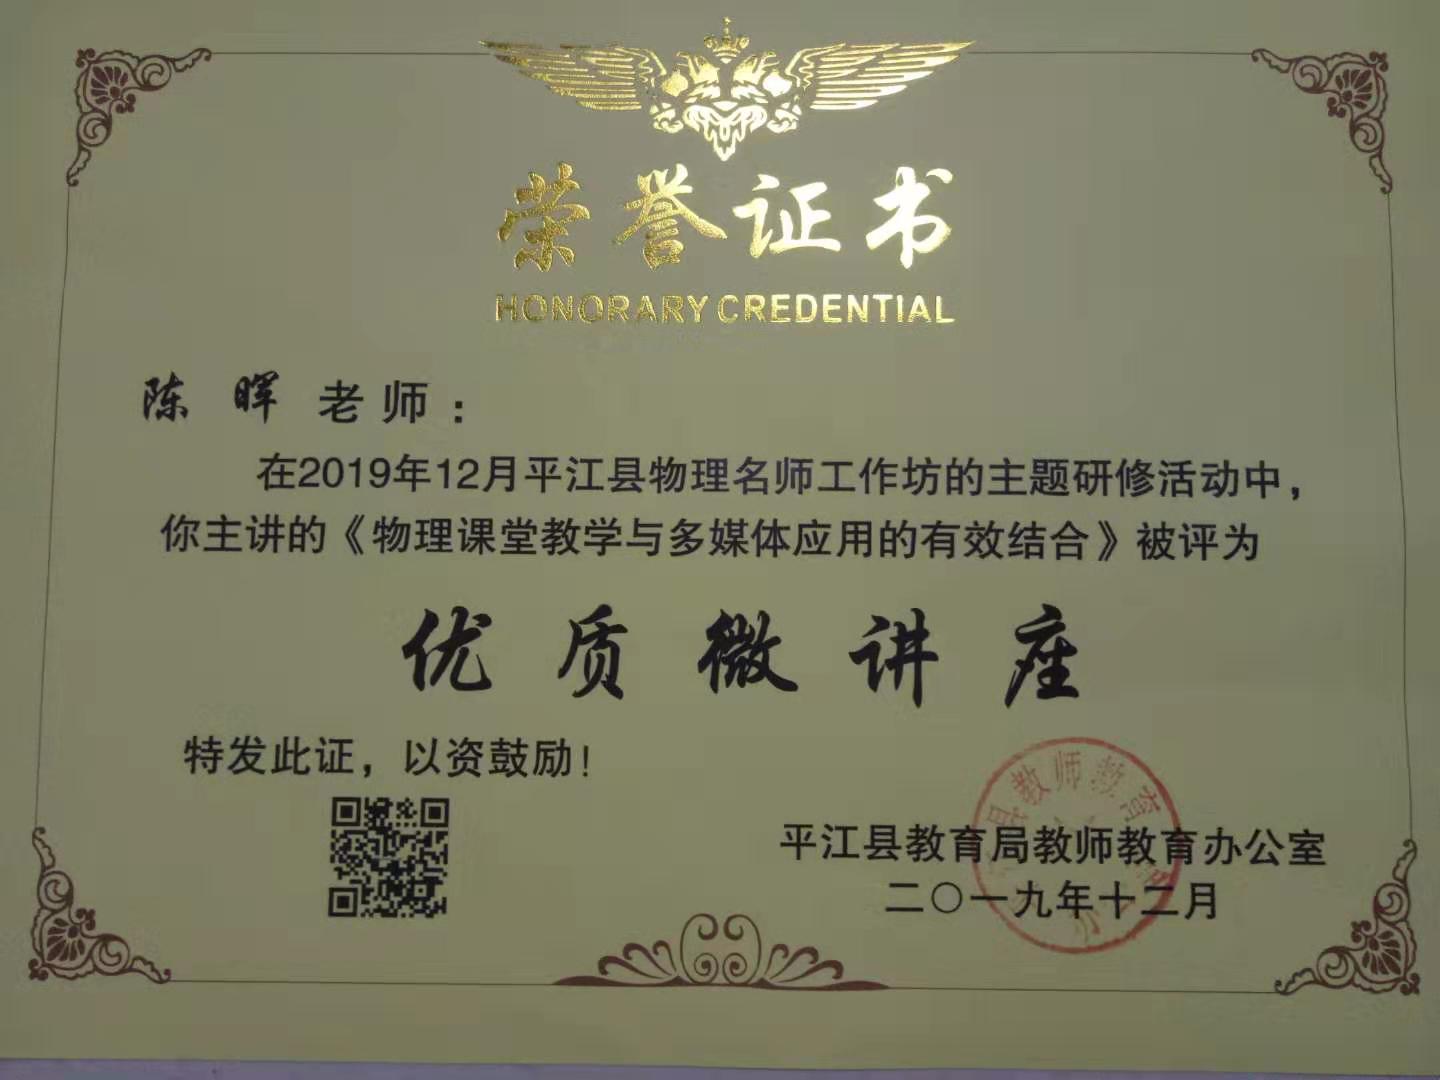 荣誉证书
HONORARY CREDENTIAL
陈 晖 老师：
在2019年12月平江县物理名师工作坊的主题研修活动中，
你主讲的《物理课堂教学与多媒体应用的有效结合》被评为
优质微讲座
特发此证，以资鼓励！
平江县教育局教师教育办公室
二〇一九年十二月
县教师教育